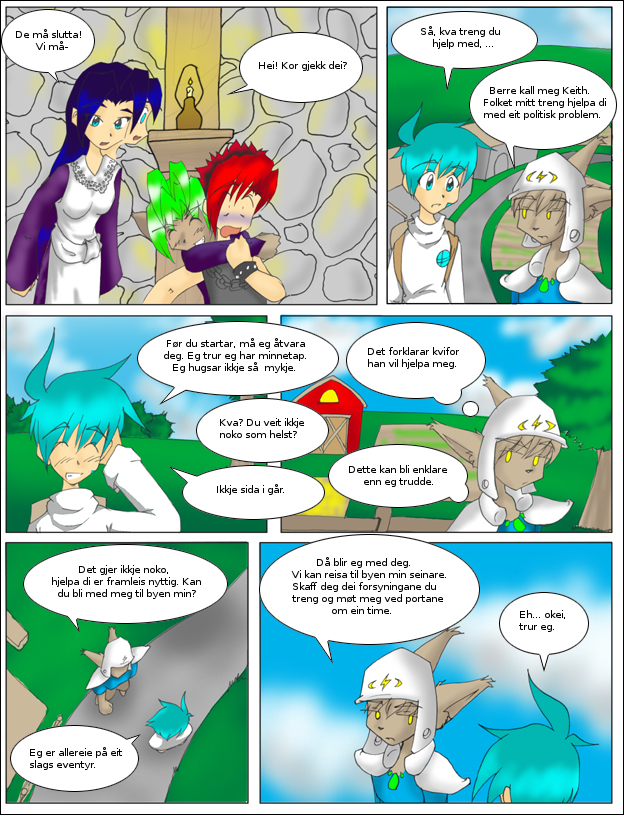 De må slutta!
Vi må-
Hei! Kor gjekk dei?
Så, kva treng du
hjelp med, ...
Berre kall meg Keith.
Folket mitt treng hjelpa di
med eit politisk problem.
Før du startar, må eg åtvara
deg. Eg trur eg har minnetap.
Eg hugsar ikkje så mykje.
Kva? Du veit ikkje
noko som helst?
Ikkje sida i går.
Det forklarar kvifor
han vil hjelpa meg.
Dette kan bli enklare
enn eg trudde.
Det gjer ikkje noko,
hjelpa di er framleis nyttig. Kan
du bli med meg til byen min?
Eg er allereie på eit
slags eventyr.
Då blir eg med deg.
Vi kan reisa til byen min seinare.
Skaff deg dei forsyningane du
treng og møt meg ved portane
om ein time.
Eh... okei,
trur eg.